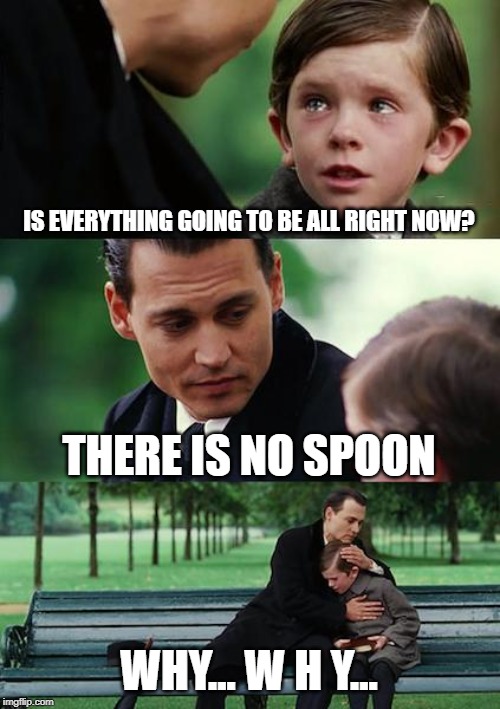 IS EVERYTHING GOING TO BE ALL RIGHT NOW?
THERE IS NO SPOON
WHY... W H Y...
imgflip.com